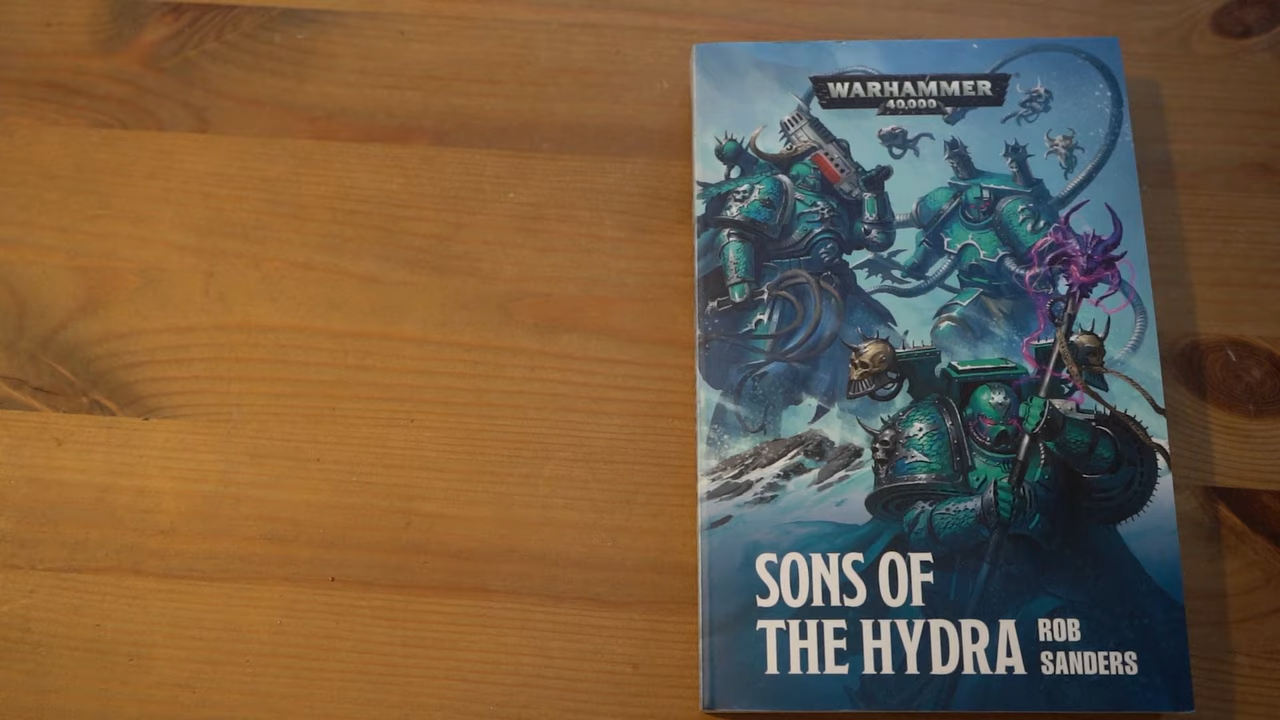 WARHAMMER
40,000
SONS OF
THE HYDRA
ROB
SANDERS